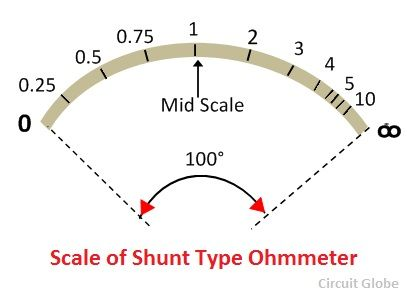 0 0.25 0.5 0.75 1 2 3 4 5 10 ∞
Mid Scale
100°
Scale of Shunt Type Ohmmeter
Circuit Globe